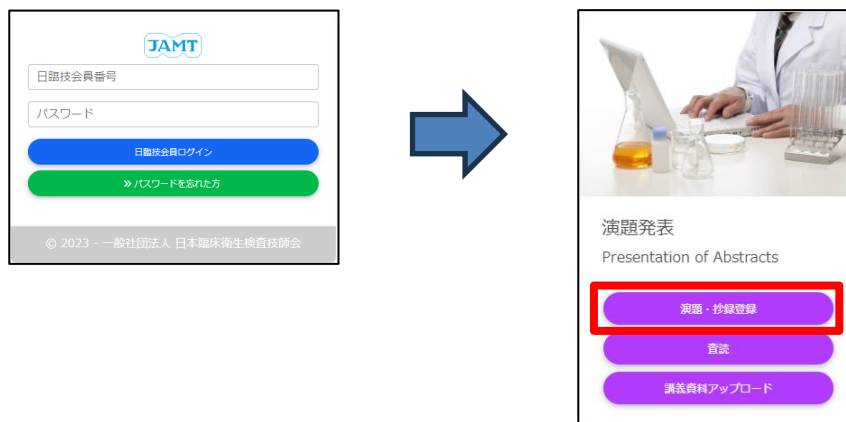 JAMT
日臨技会員番号
パスワード
日臨技会員ログイン
≫パスワードを忘れた方
© 2023 - 一般社団法人 日本臨床衛生検査技師会
演題発表
Presentation of Abstracts
演題・抄録登録
査読
講義資料アップロード